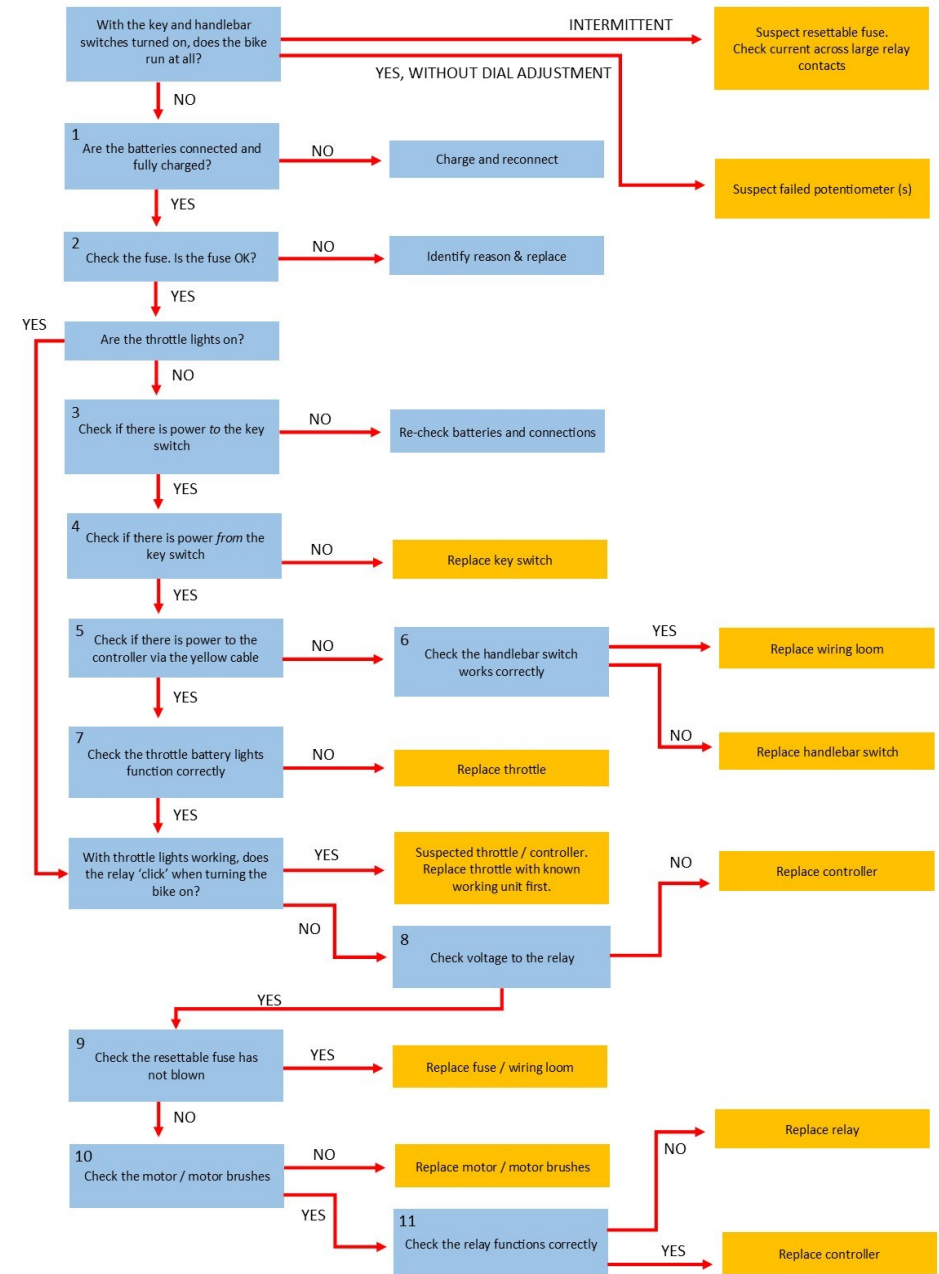 With the key and handlebar
switches turned on, does the bike
run at all?
INTERMITTENT
Suspect resettable fuse.
Check current across large relay
contacts
YES, WITHOUT DIAL ADJUSTMENT
Suspect failed potentiometer (s)
NO
1
Are the batteries connected and
fully charged?
NO
Charge and reconnect
YES
2
Check the fuse. Is the fuse OK?
NO
Identify reason & replace
YES
YES
Are the throttle lights on?
NO
3
Check if there is power to the key
switch
NO
Re-check batteries and connections
YES
4
Check if there is power from the
key switch
NO
Replace key switch
YES
5
Check if there is power to the
controller via the yellow cable
NO
6
Check the handlebar switch
works correctly
YES
Replace wiring loom
NO
Replace handlebar switch
YES
7
Check the throttle battery lights
function correctly
NO
Replace throttle
YES
With throttle lights working, does
the relay ‘click’ when turning the
bike on?
YES
Suspected throttle / controller.
Replace throttle with known
working unit first.
NO
8
Check voltage to the relay
NO
Replace controller
YES
9
Check the resettable fuse has
not blown
YES
Replace fuse / wiring loom
NO
10
Check the motor / motor brushes
NO
Replace motor / motor brushes
YES
11
Check the relay functions correctly
NO
Replace relay
YES
Replace controller